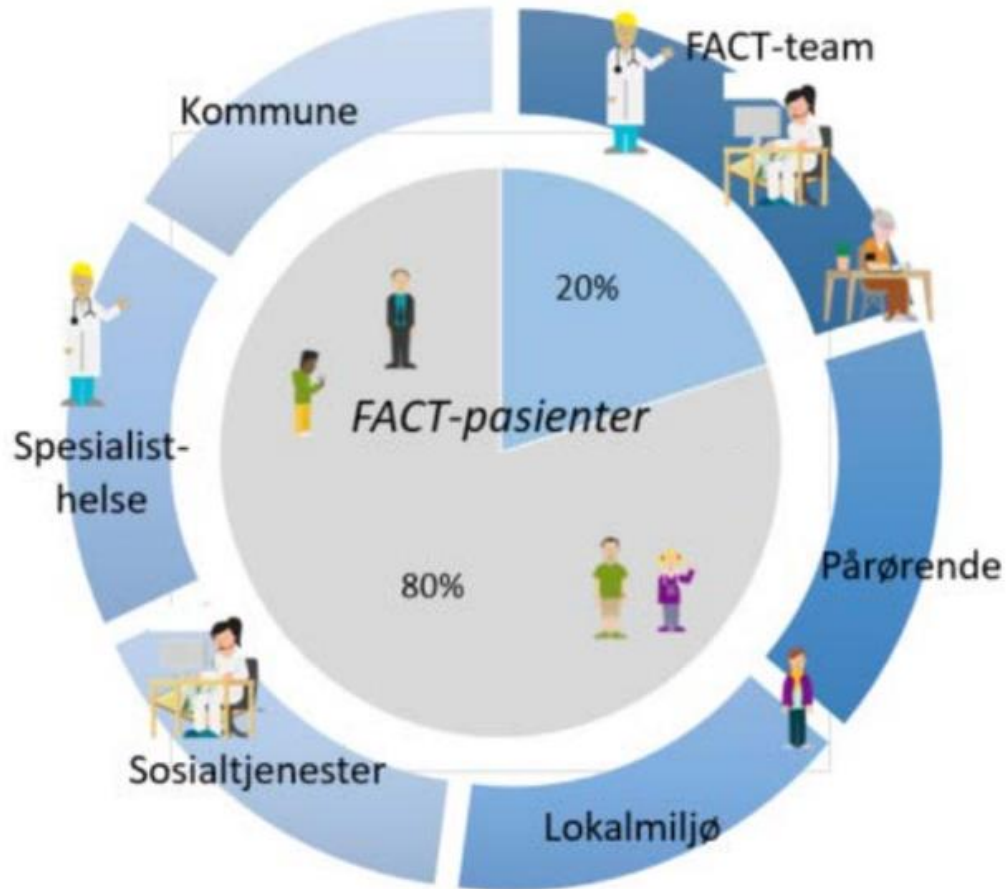 FACT-team
Kommune
20%
FACT-pasienter
Spesialist-
helse
Pårørende
80%
Sosialtjenester
Lokalmiljø